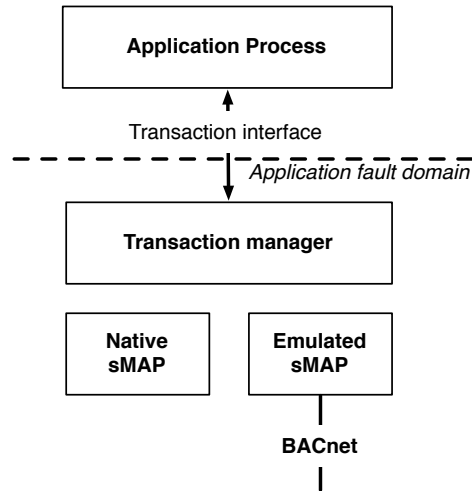 Application Process
Transaction interface
Application fault domain
Transaction manager
Native
sMAP
Emulated
sMAP
BACnet